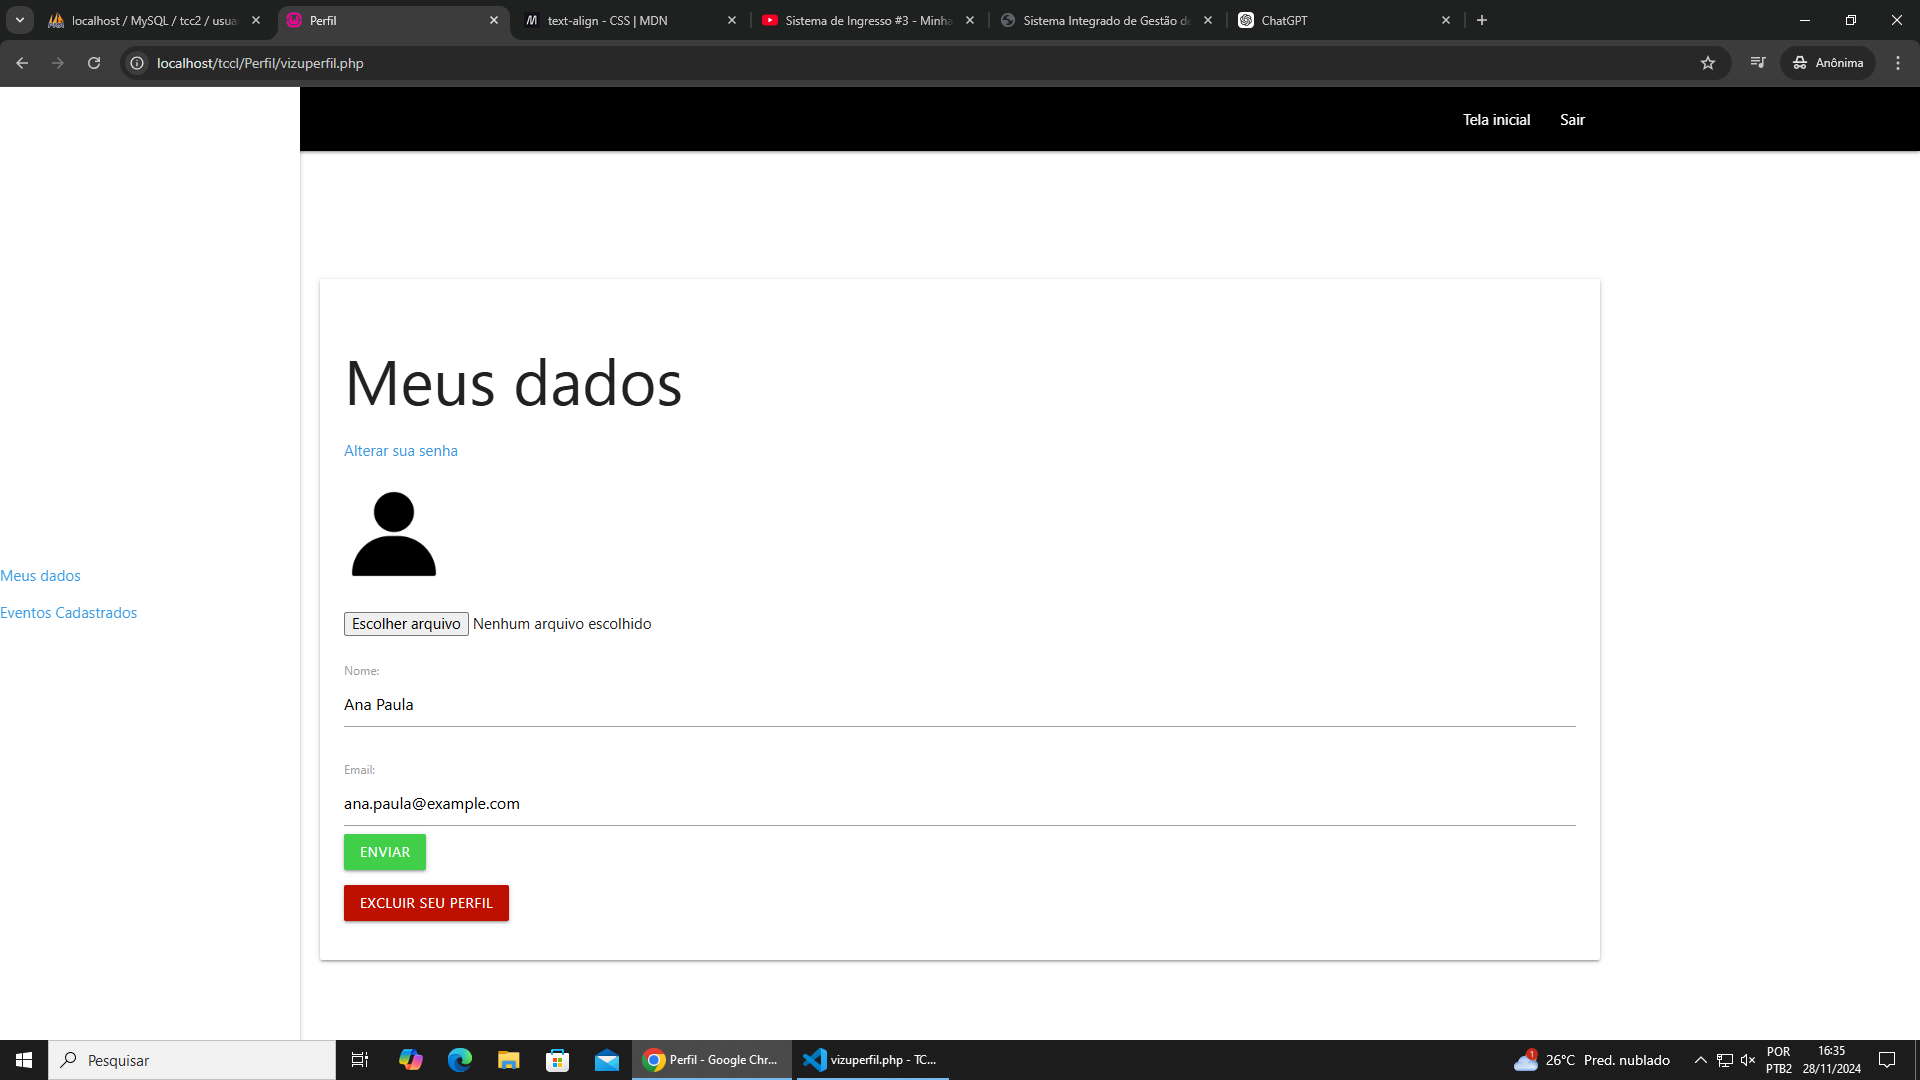 localhost / MySQL / tcc2 / usua
Perfil
text-align - CSS | MDN
Sistema de Ingresso #3 - Minha
Sistema Integrado de Gestão de
ChatGPT
localhost/tccl/Perfil/vizuperfil.php
Anônima
Tela inicial
Sair
Meus dados
Alterar sua senha
Meus dados
Eventos Cadastrados
Escolher arquivo Nenhum arquivo escolhido
Nome:
Ana Paula
Email:
ana.paula@example.com
ENVIAR
EXCLUIR SEU PERFIL
Pesquisar
Perfil - Google Chr...
vizuperfil.php - TC...
1
26°C Pred. nublado
POR
PTB2
16:35
28/11/2024